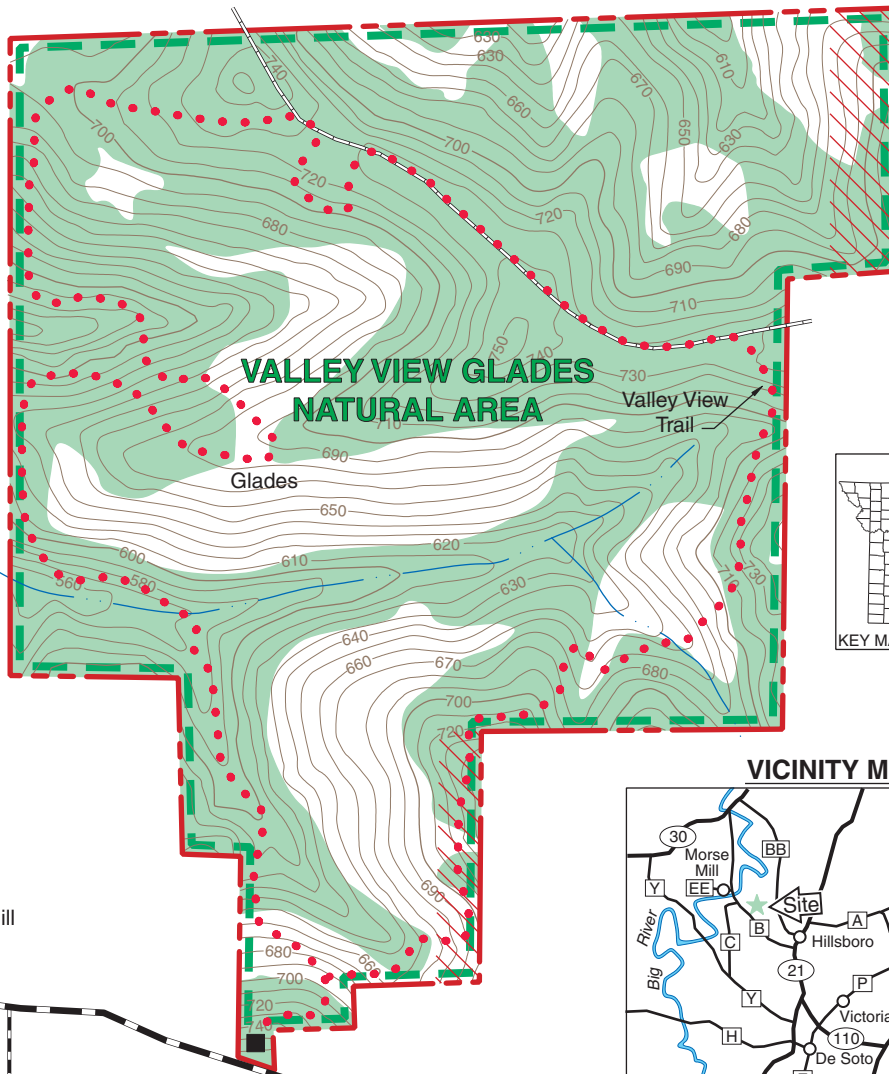 630
630
740
610
670
660
700
650
630
700
720
720
680
680
690
710
750
740
VALLEY VIEW GLADES
NATURAL AREA
730
Valley View
Trail
710
690
Glades
650
620
600
610
560
580
630
710
730
640
660
670
680
700
720
690
680
700
720
740
ill
KEY M
VICINITY M
30
BB
Morse
Mill
Y
EE
Site
River
Big
B
A
C
Hillsboro
21
P
Y
Victoria
H
110
De Soto